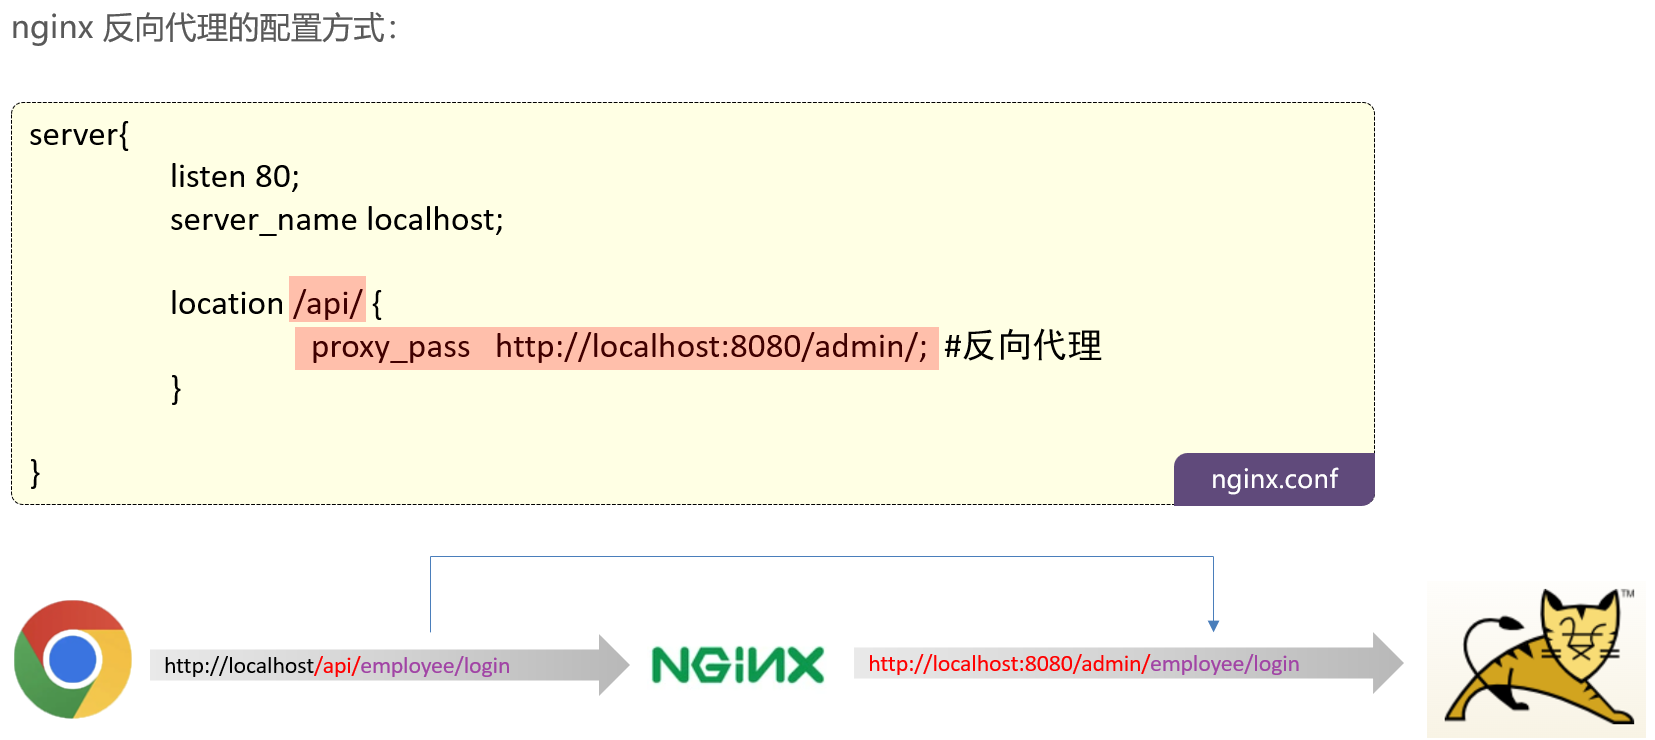 nginx 反向代理的配置方式：
server{
listen 80;
server_name localhost;
location /api/ {
proxy_pass http://localhost:8080/admin/; #反向代理
}
}
nginx.conf
http://localhost/api/employee/login
NGINX
http://localhost:8080/admin/employee/login
TM